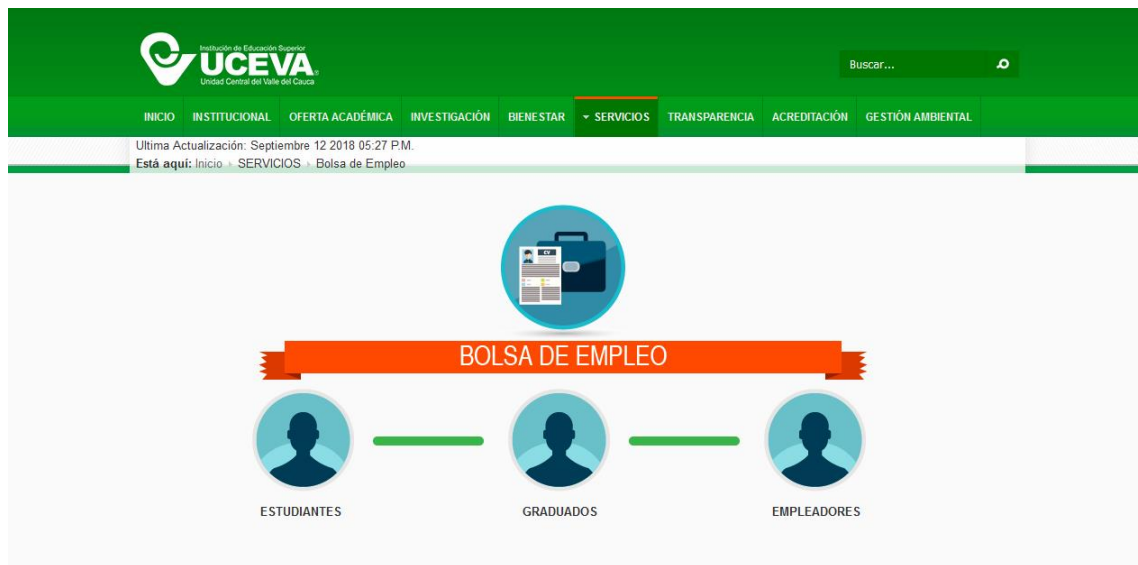 Institución de Educación Superior
UCEVA
Unidad Central del Valle del Cauca
Buscar...
INICIO INSTITUCIONAL OFERTA ACADÉMICA INVESTIGACIÓN BIENESTAR SERVICIOS TRANSPARENCIA ACREDITACIÓN GESTIÓN AMBIENTAL
Ultima Actualización: Septiembre 12 2018 05:27 P.M.
Está aquí: Inicio SERVICIOS Bolsa de Empleo
CV
BOLSA DE EMPLEO
ESTUDIANTES GRADUADOS EMPLEADORES